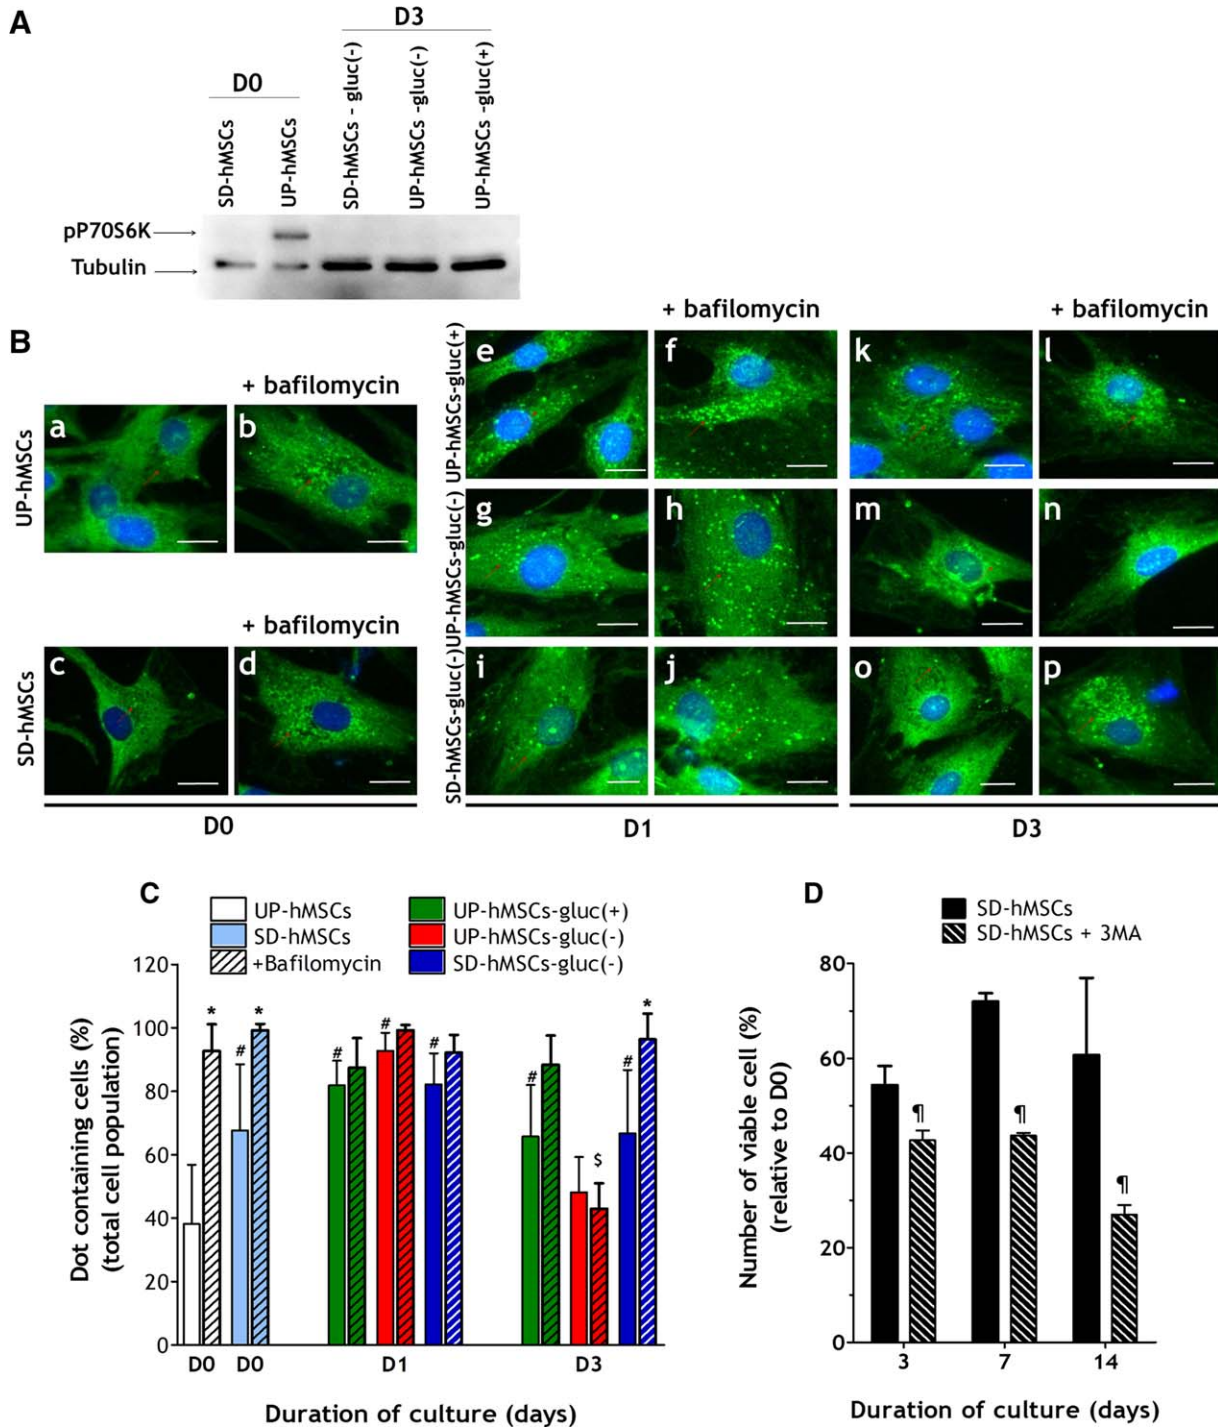 A
D3
D0
SD-hMSCs
UP-hMSCs
SD-hMSCs - gluc(-)
UP-hMSCs -gluc(-)
UP-hMSCs -gluc(+)
pP70S6K
Tubulin
B
+ bafilomycin
+ bafilomycin
+ bafilomycin
+ bafilomycin
UP-hMSCs
a
b
SD-hMSCs
c
d
D0
UP-hMSCs-gluc(+)
e
f
k
l
UP-hMSCs-gluc(-)
g
h
m
n
SD-hMSCs-gluc(-)
i
j
o
p
D1
D3
C
UP-hMSCs
UP-hMSCs-gluc(+)
SD-hMSCs
UP-hMSCs-gluc(-)
+Bafilomycin
SD-hMSCs-gluc(-)
Dot containing cells (%)
(total cell population)
120
100
80
60
40
20
0
* # * # # # # $ # *
D0 D0 D1 D3
Duration of culture (days)
D
SD-hMSCs
SD-hMSCs + 3MA
Number of viable cell (%)
(relative to D0)
80
60
40
20
0
¶ ¶ ¶
3 7 14
Duration of culture (days)